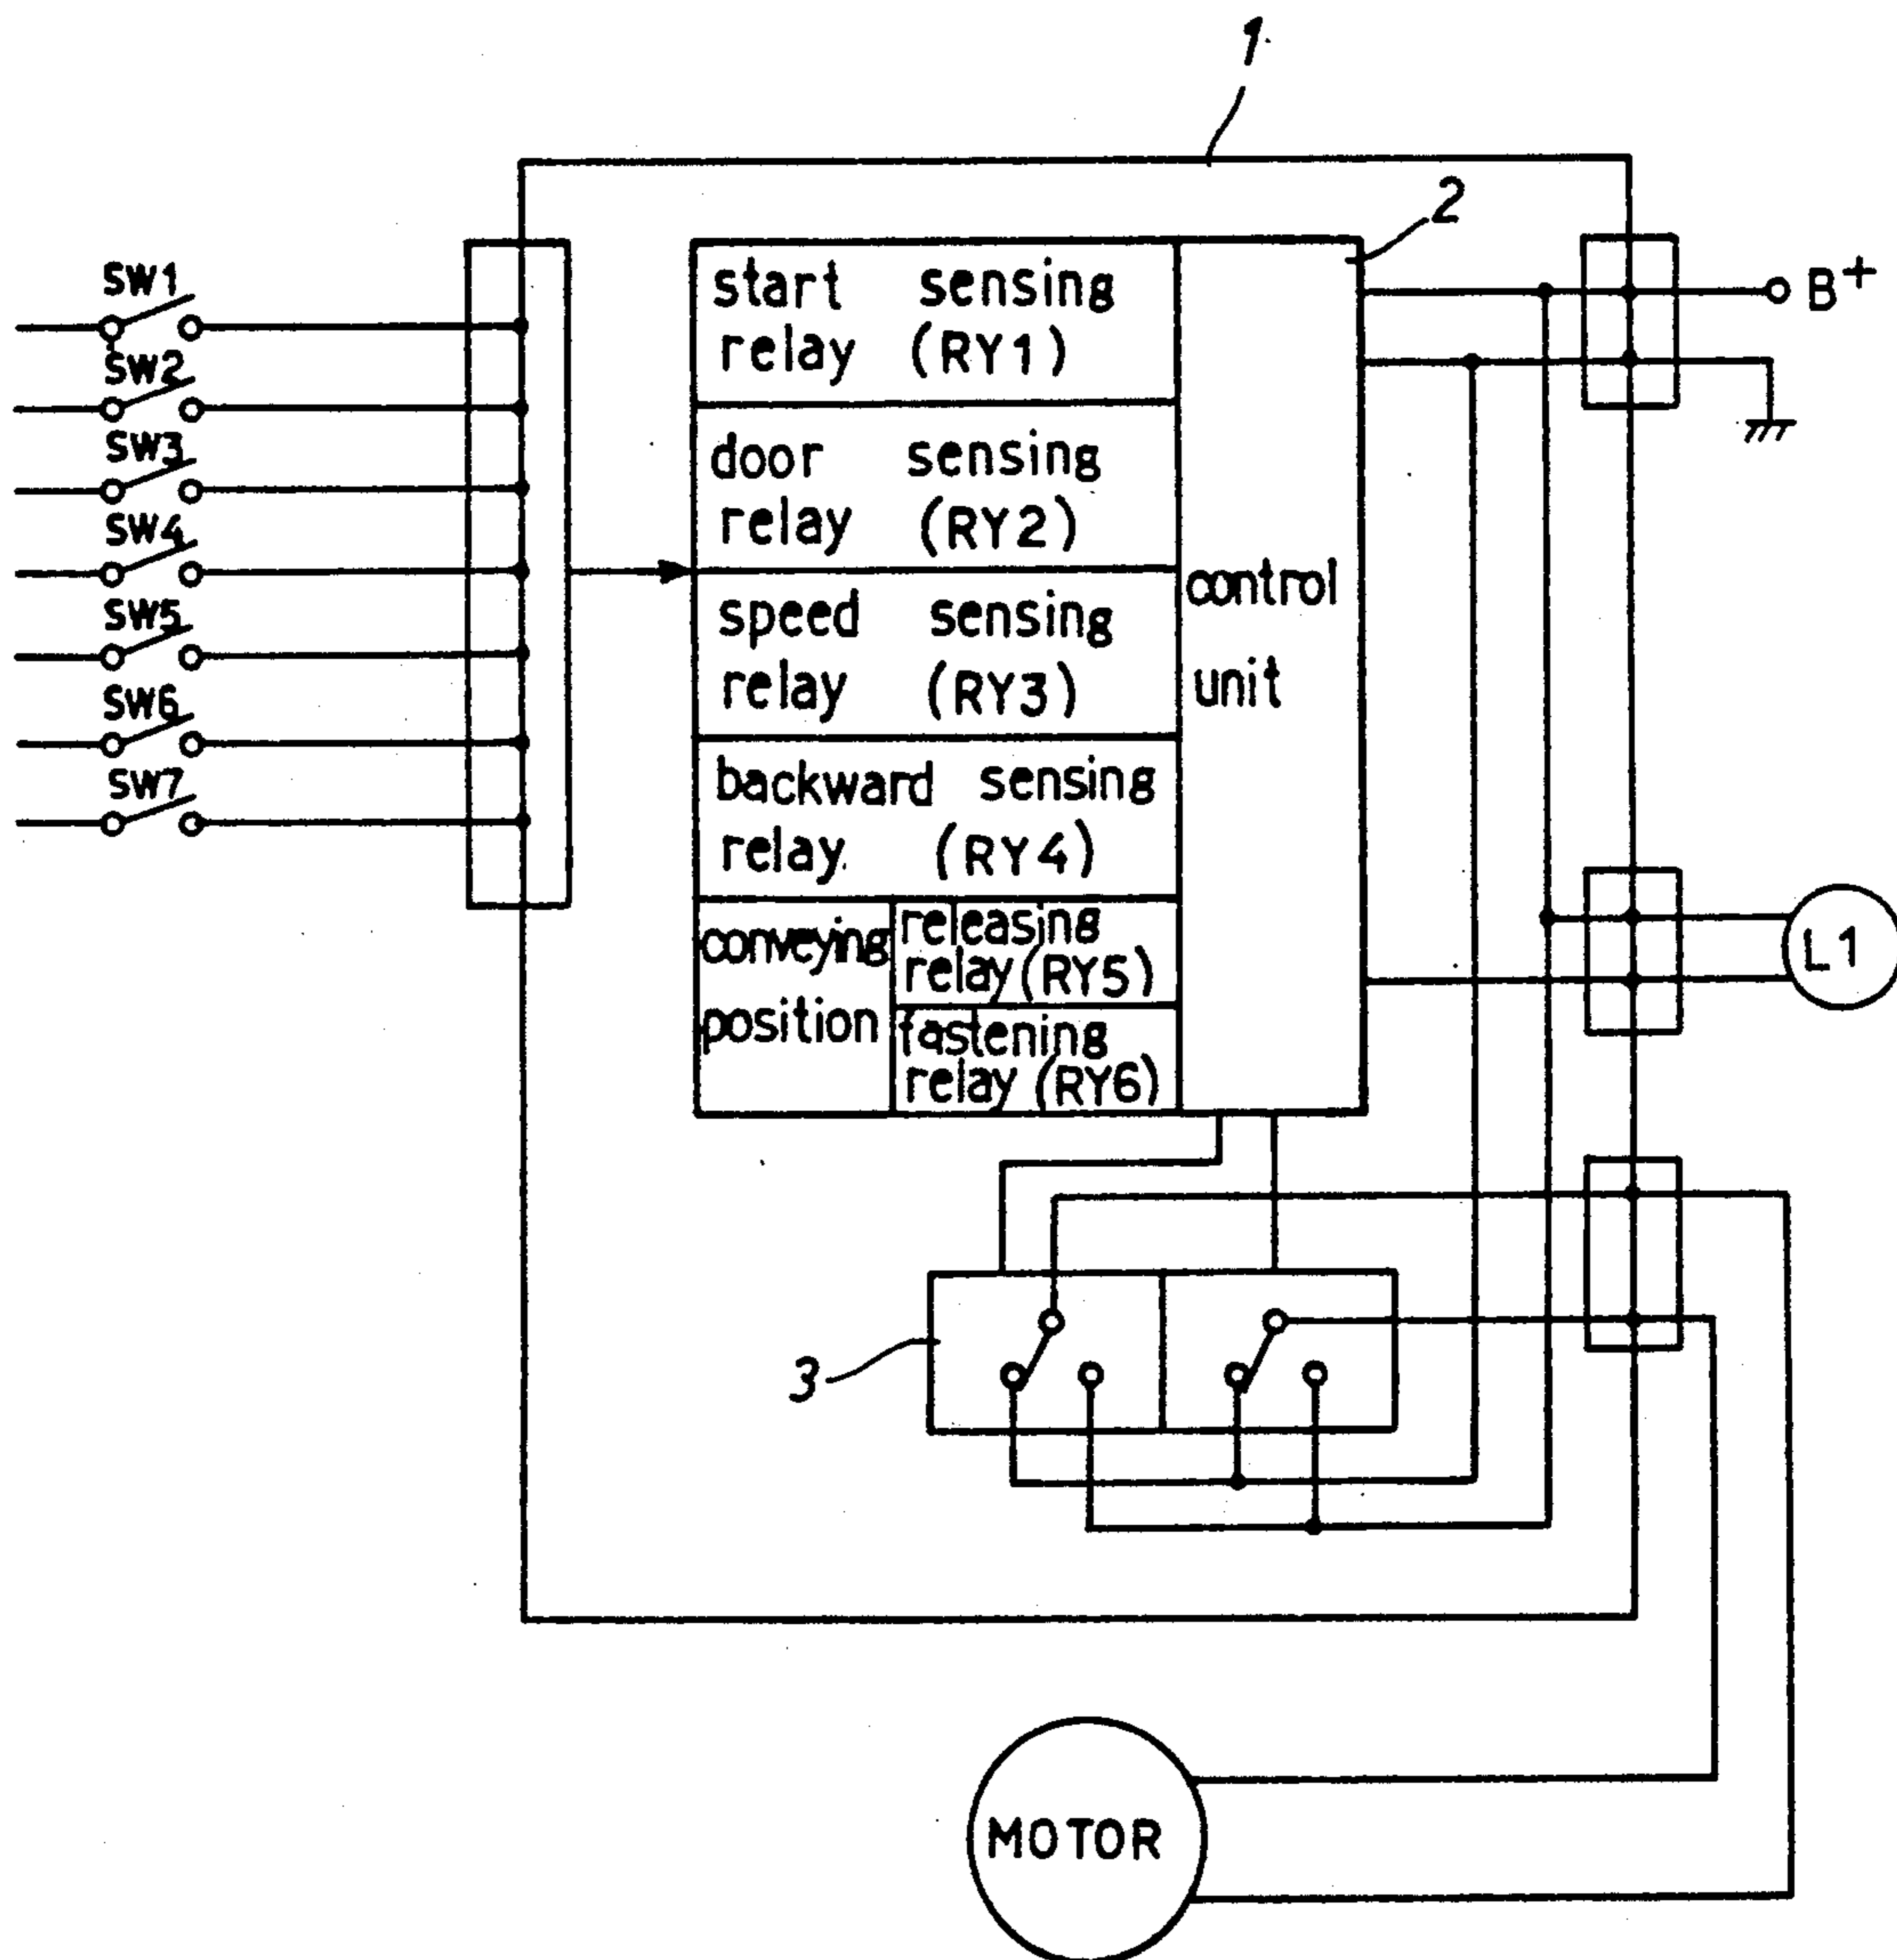 1
2
SW1
SW2
SW3
SW4
SW5
SW6
SW7
start sensing
relay (RY1)
door sensing
relay (RY2)
speed sensing
relay (RY3)
backward sensing
relay (RY4)
conveying
position
releasing
relay (RY5)
fastening
relay (RY6)
control
unit
B+
L1
3
MOTOR